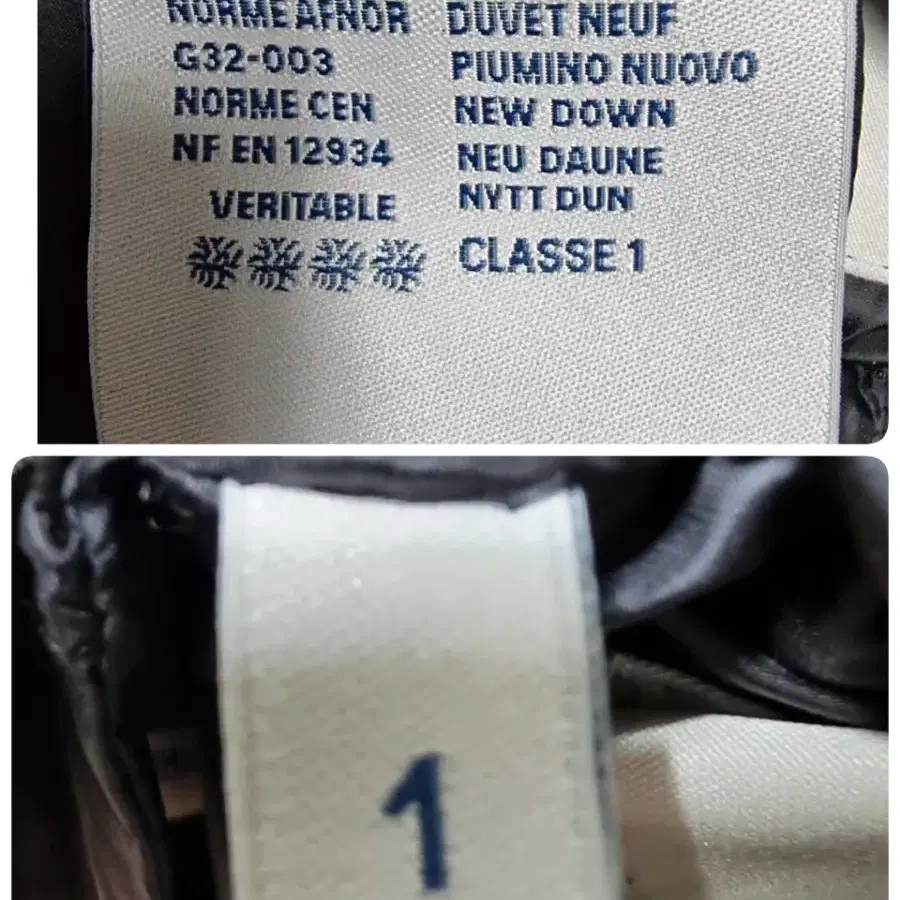 NORME AFNOR
G32-003
NORME CEN
NF EN 12934
VERITABLE
DUVET NEUF
PIUMINO NUOVO
NEW DOWN
NEU DAUNE
NYTT DUN
CLASSE 1
1